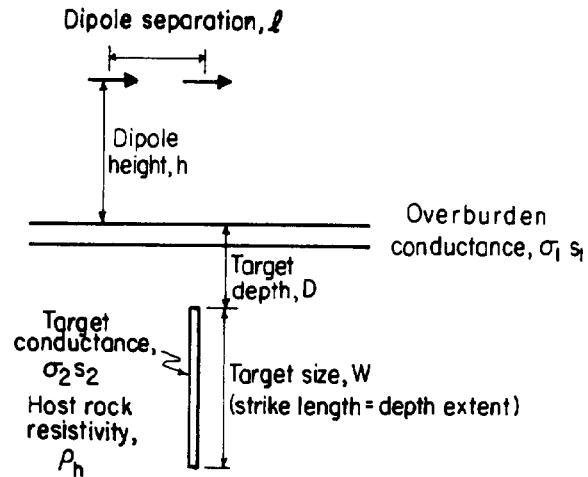 Dipole separation, ℓ
Dipole
height, h
Overburden
conductance, σ₁ s₁
Target
depth, D
Target
conductance,
σ₂s₂
Host rock
resistivity,
ρₕ
Target size, W
(strike length = depth extent)